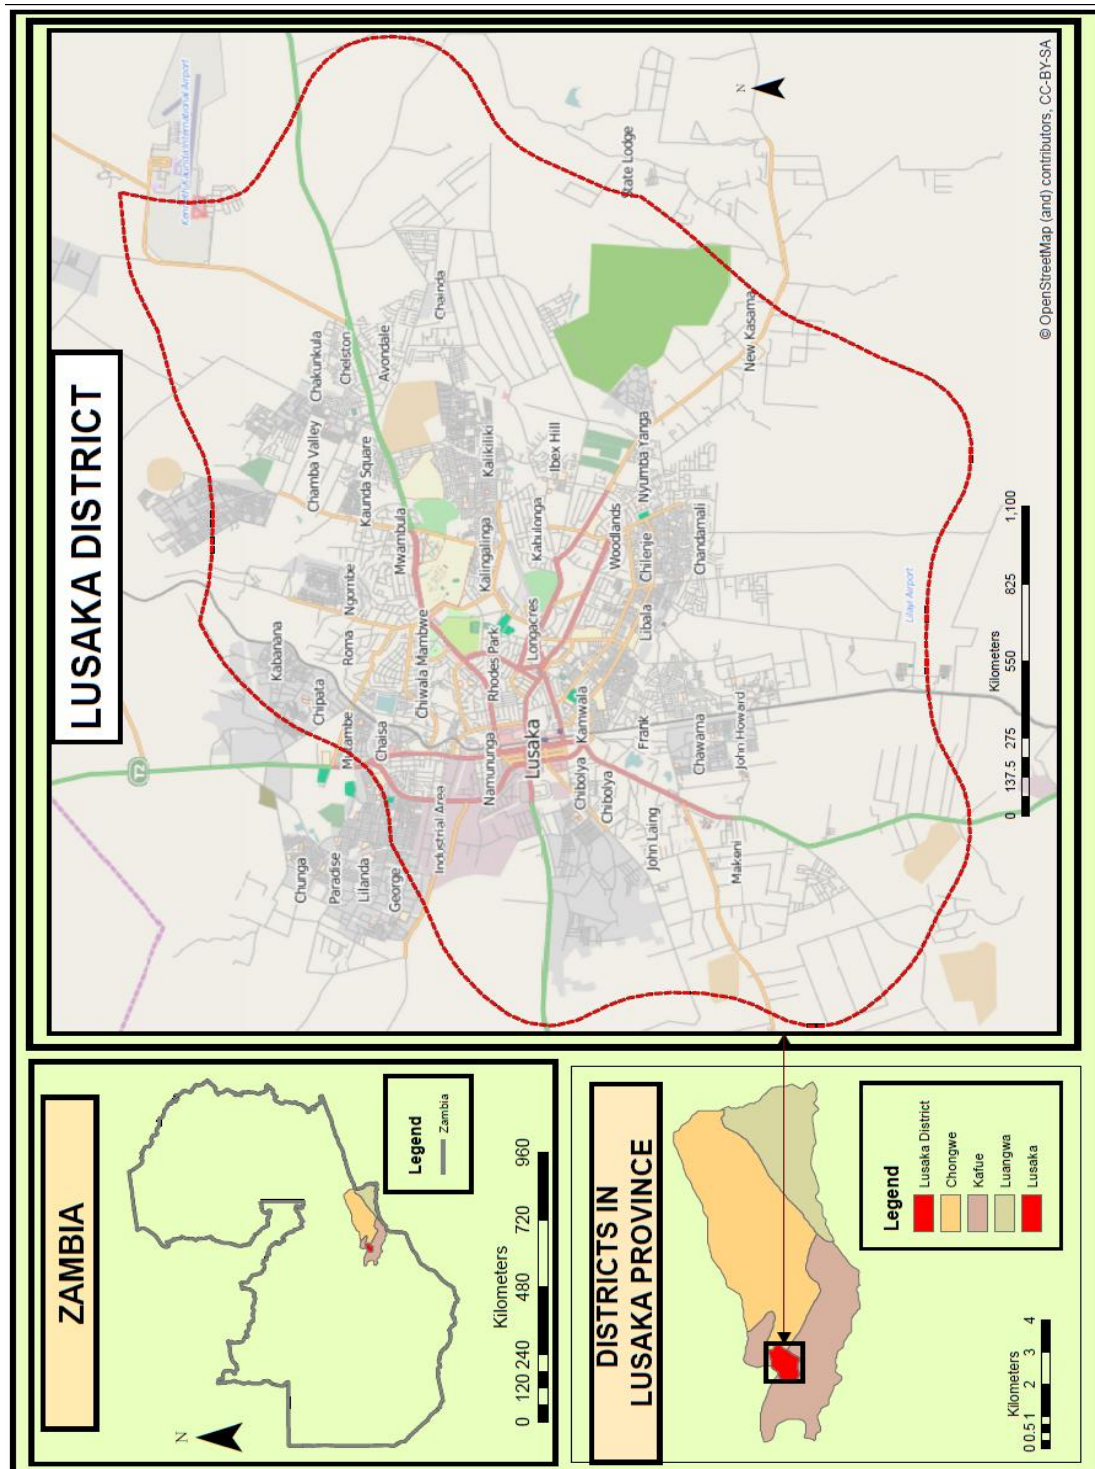 ZAMBIA
N
Legend
Zambia
0 120 240 480 720 960
Kilometers
DISTRICTS IN
LUSAKA PROVINCE
Legend
Lusaka District
Chongwe
Kafue
Luangwa
Lusaka
Kilometers
0 0.5 1 2 3 4
LUSAKA DISTRICT
Kenneth Kaunda International Airport
T2
Kabanana
Chipata
Roma
Ngombe
Chamba Valley
Chakunkula
Chelston
Kaunda Square
Avondale
Chainda
Mwambula
Chaisa
Chiwala Mambwe
Chunga
Paradise
Lilanda
George
Industrial Area
Namununga
Rhodes Park
Kalingalinga
Kalikiliki
Longacres
Kabulonga
Ibex Hill
State Lodge
N
Lusaka
Kamwala
Chibolya
Chibolya
Woodlands
Nyumba Yanga
Chilenje
Libala
Chandamali
New Kasama
Frank
Chawama
John Howard
John Laing
Makeni
Lilayi Airport
Kilometers
0 137.5 275 550 825 1,100
© OpenStreetMap (and) contributors, CC-BY-SA